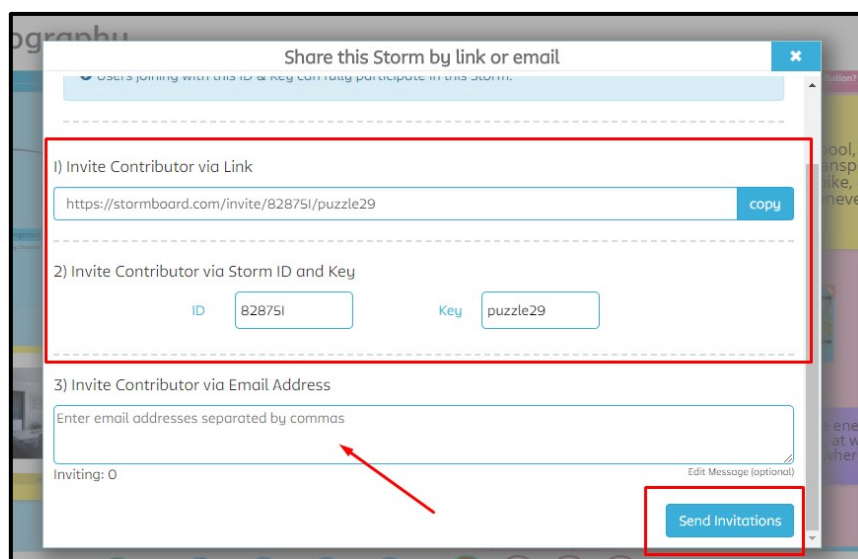 ography
Share this Storm by link or email
Users joining with this ID & Key can fully participate in this Storm.
1) Invite Contributor via Link
https://stormboard.com/invite/828751/puzzle29
copy
2) Invite Contributor via Storm ID and Key
ID 828751 Key puzzle29
3) Invite Contributor via Email Address
Enter email addresses separated by commas
Inviting: 0
Edit Message (optional)
Send Invitations